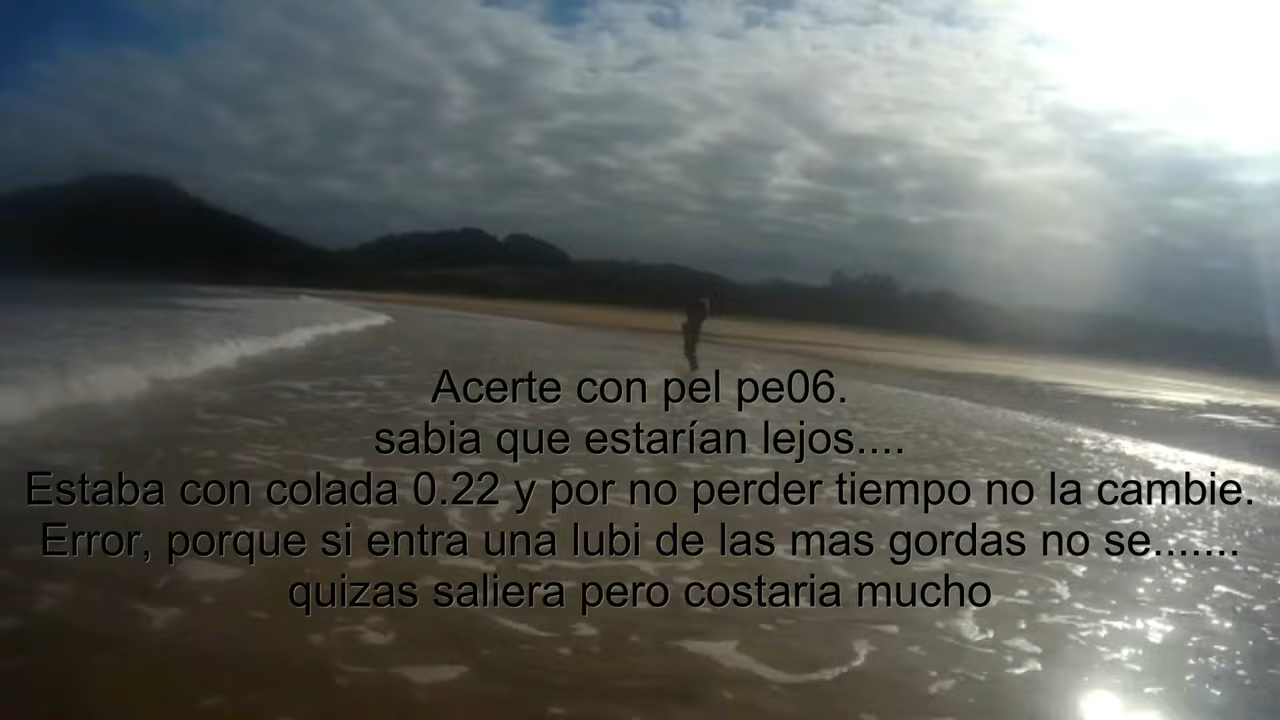 Acerte con pel pe06.
sabia que estarían lejos....
Estaba con colada 0.22 y por no perder tiempo no la cambie.
Error, porque si entra una lubi de las mas gordas no se.......
quizas saliera pero costaria mucho